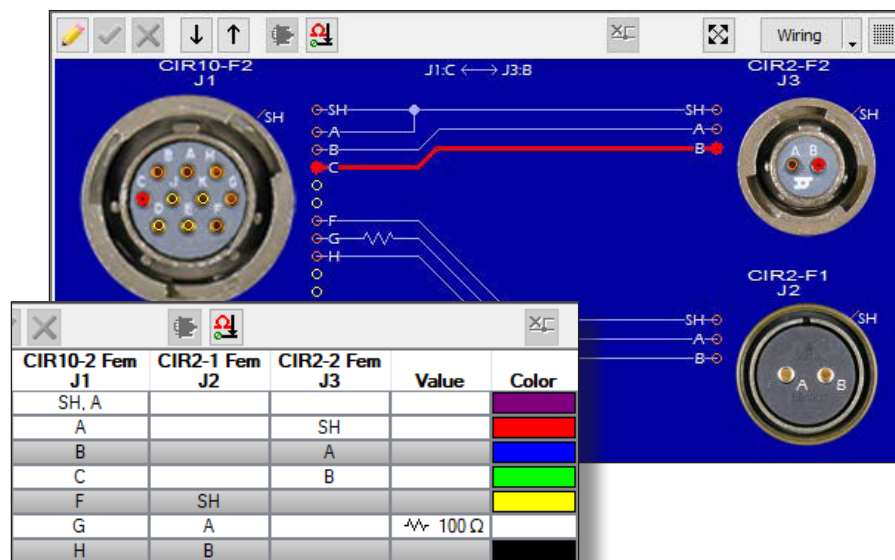 Wiring
CIR10-F2
J1
J1:C ⟷ J3:B
CIR2-F2
J3
SH
SH
SH
SH
A
A
B
B
C
B A H
C J K G
D E F
A B
F
G
H
CIR2-F1
J2
SH
SH
A
B
A B
CIR10-2 Fem CIR2-1 Fem CIR2-2 Fem
J1 J2 J3 Value Color
SH, A
A SH
B A
C B
F SH
G A 100 Ω
H B